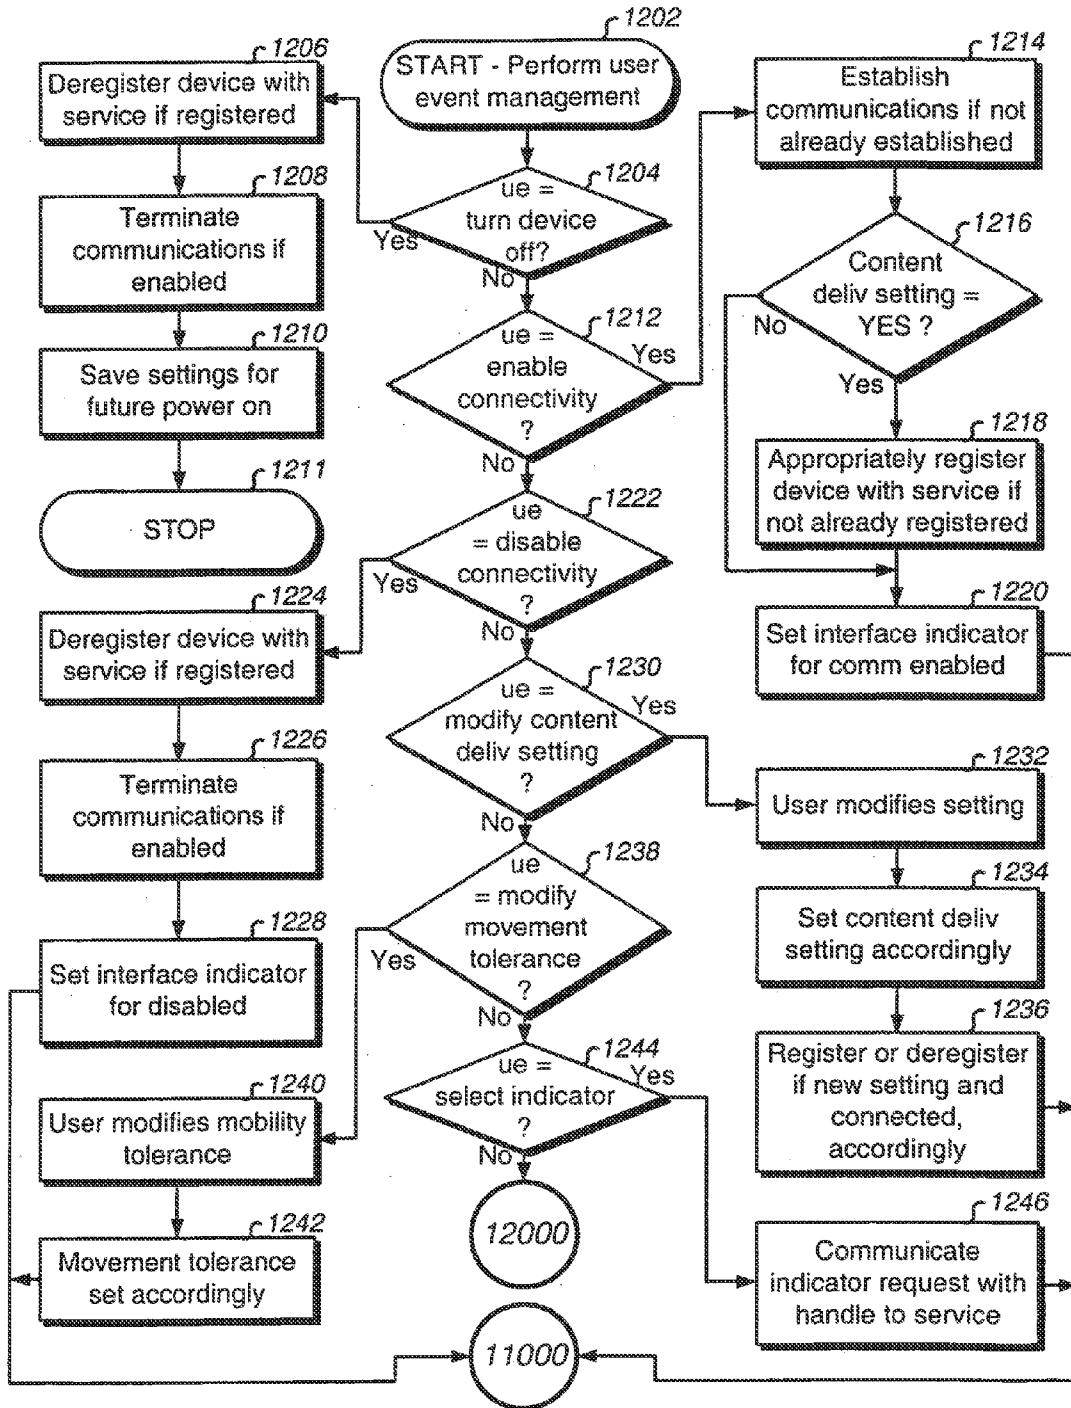 1202
START - Perform user
event management
1204
ue =
turn device
off?
Yes
No
1206
Deregister device with
service if registered
1208
Terminate
communications if
enabled
1210
Save settings for
future power on
1211
STOP
1212
ue =
enable
connectivity
?
Yes
No
1214
Establish
communications if not
already established
1216
Content
deliv setting =
YES ?
No
Yes
1218
Appropriately register
device with service if
not already registered
1220
Set interface indicator
for comm enabled
1222
ue
= disable
connectivity
?
Yes
No
1224
Deregister device with
service if registered
1226
Terminate
communications if
enabled
1228
Set interface indicator
for disabled
1230
ue =
modify content
deliv setting
?
Yes
No
1232
User modifies setting
1234
Set content deliv
setting accordingly
1236
Register or deregister
if new setting and
connected,
accordingly
1238
ue
= modify
movement
tolerance
?
Yes
No
1240
User modifies mobility
tolerance
1242
Movement tolerance
set accordingly
1244
ue =
select indicator
?
Yes
No
1246
Communicate
indicator request with
handle to service
12000
11000